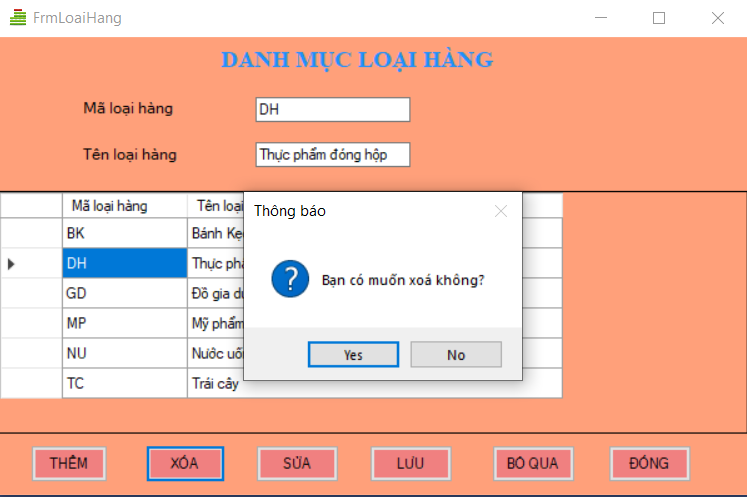 FrmLoaiHang
DANH MỤC LOẠI HÀNG
Mã loại hàng DH
Tên loại hàng Thực phẩm đóng hộp
Mã loại hàng Tên loại
BK Bánh Kẹ
DH Thực phẩ
GD Đồ gia dụ
MP Mỹ phẩm
NU Nước uố
TC Trái cây
Thông báo
Bạn có muốn xoá không?
Yes No
THÊM XÓA SỬA LƯU BỎ QUA ĐÓNG